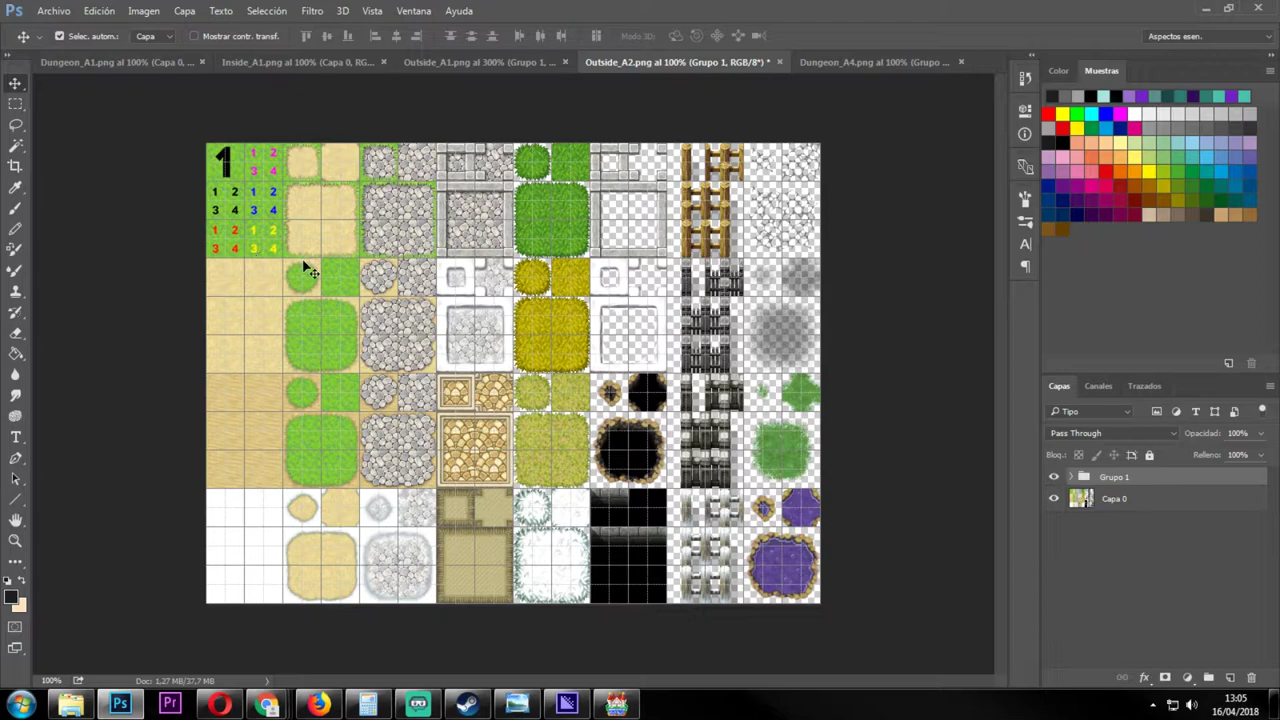 Ps Archivo Edición Imagen Capa Texto Selección Filtro 3D Vista Ventana Ayuda
Selec. autom.: Capa Mostrar contr. transf. Modo 3D: Aspectos esen.
Dungeon_A1.png al 100% (Capa 0, ... Inside_A1.png al 100% (Capa 0, RG... Outside_A1.png al 300% (Grupo 1, ... Outside_A2.png al 100% (Grupo 1, RGB/8*) * Dungeon_A4.png al 100% (Grupo ...
Color Muestras
1 1 2
3 4
1 2 1 2
3 4 3 4
1 2 1 2
3 4 3 4
Capas Canales Trazados
Tipo
Pass Through Opacidad: 100%
Bloq.: Relleno: 100%
Grupo 1
Capa 0
100% Doc: 1,27 MB/37,7 MB
Ps Pr
13:05
16/04/2018